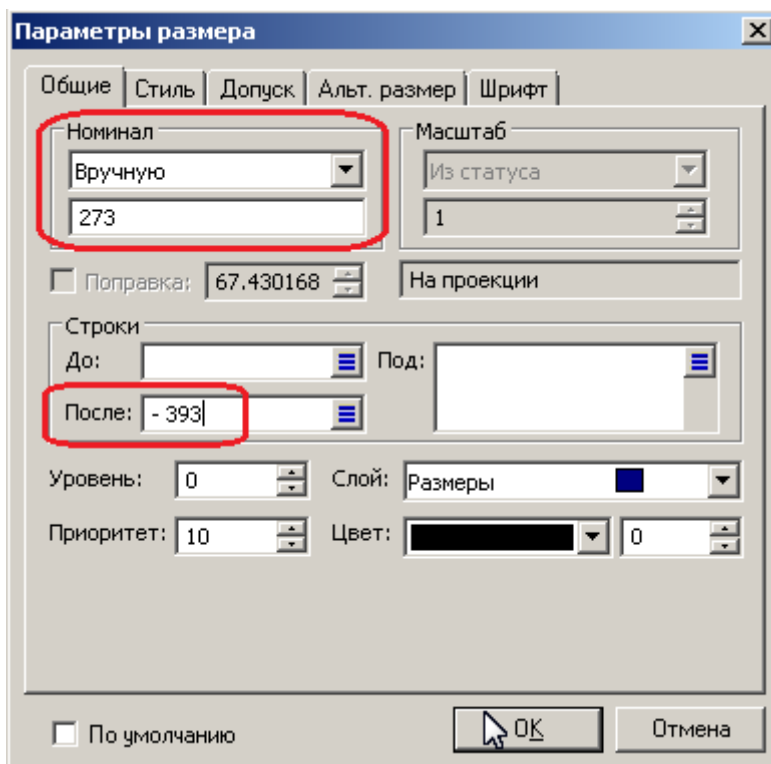 Параметры размера
Общие Стиль Допуск Альт. размер Шрифт
Номинал Масштаб
Вручную Из статуса
273 1
Поправка: 67.430168 На проекции
Строки
До: Под:
После: - 393
Уровень: 0 Слой: Размеры
Приоритет: 10 Цвет: 0
По умолчанию OK Отмена